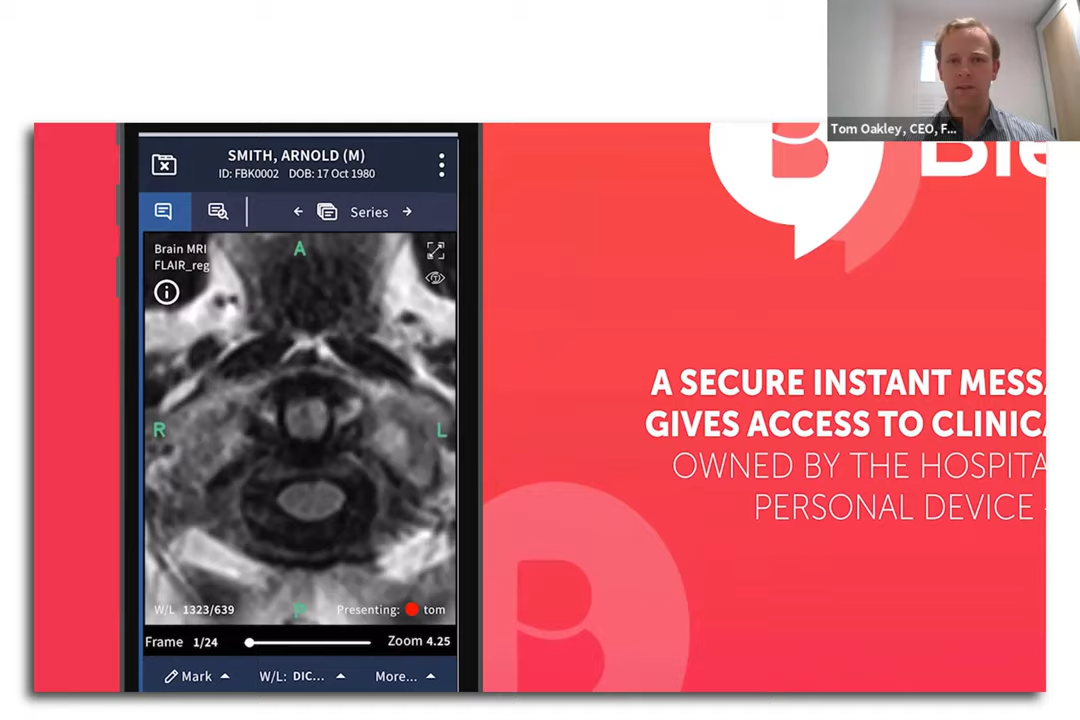 Tom Oakley, CEO, F...
SMITH, ARNOLD (M)
ID: FBK0002 DOB: 17 Oct 1980
Series
Brain MRI
FLAIR_reg
A
R
L
P
W/L 1323/639
Presenting: tom
Frame 1/24
Zoom 4.25
Mark
W/L: DIC...
More...
B
Ble
A SECURE INSTANT MESSA
GIVES ACCESS TO CLINICA
OWNED BY THE HOSPITA
PERSONAL DEVICE -
B